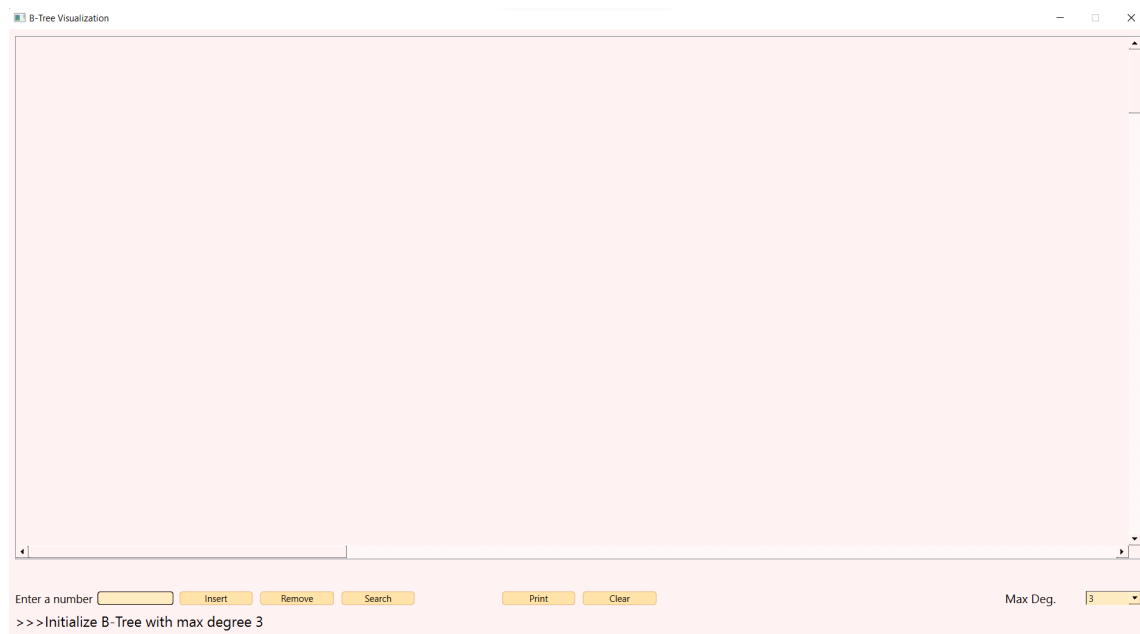 B-Tree Visualization
Enter a number Insert Remove Search Print Clear Max Deg. 3
>>>Initialize B-Tree with max degree 3